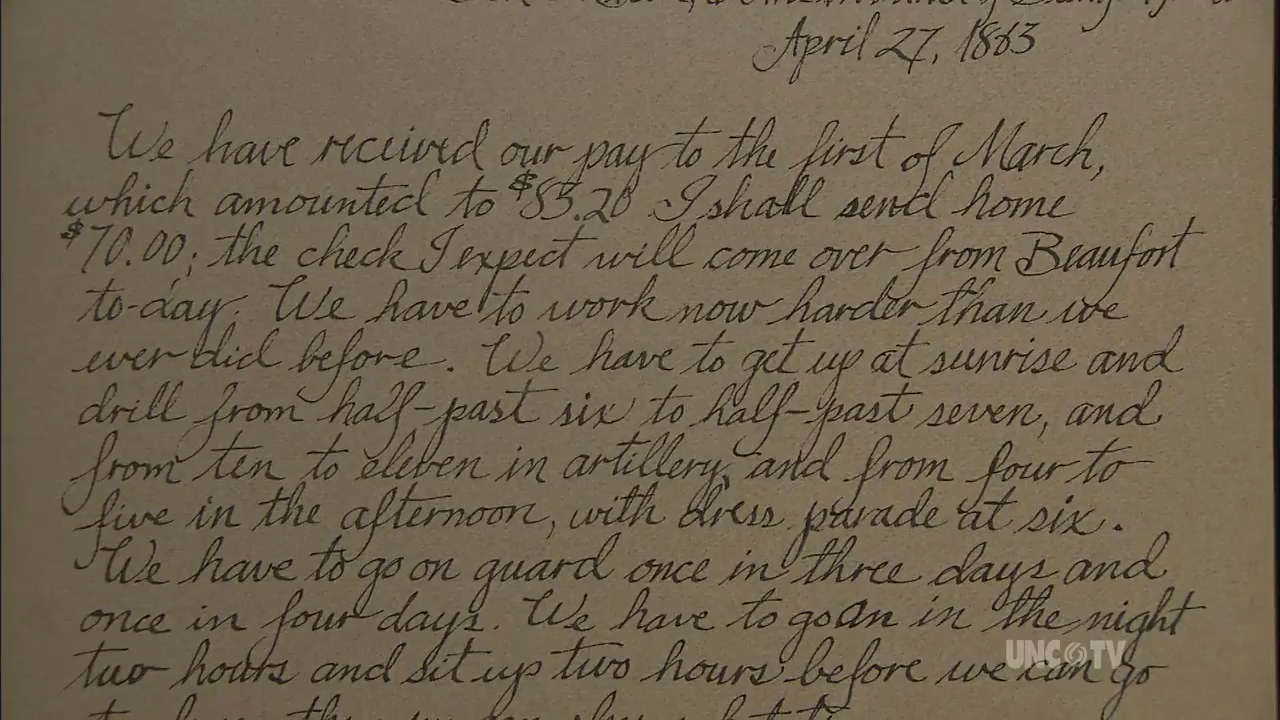 April 27, 1863
We have received our pay to the first of March,
which amounted to $83.20 I shall send home
$70.00; the check I expect will come over from Beaufort
to-day. We have to work now harder than we
ever did before. We have to get up at sunrise and
drill from half-past six to half-past seven, and
from ten to eleven in artillery, and from four to
five in the afternoon, with dress parade at six.
We have to go on guard once in three days and
once in four days. We have to go on in the night
two hours and sit up two hours before we can go
UNC TV